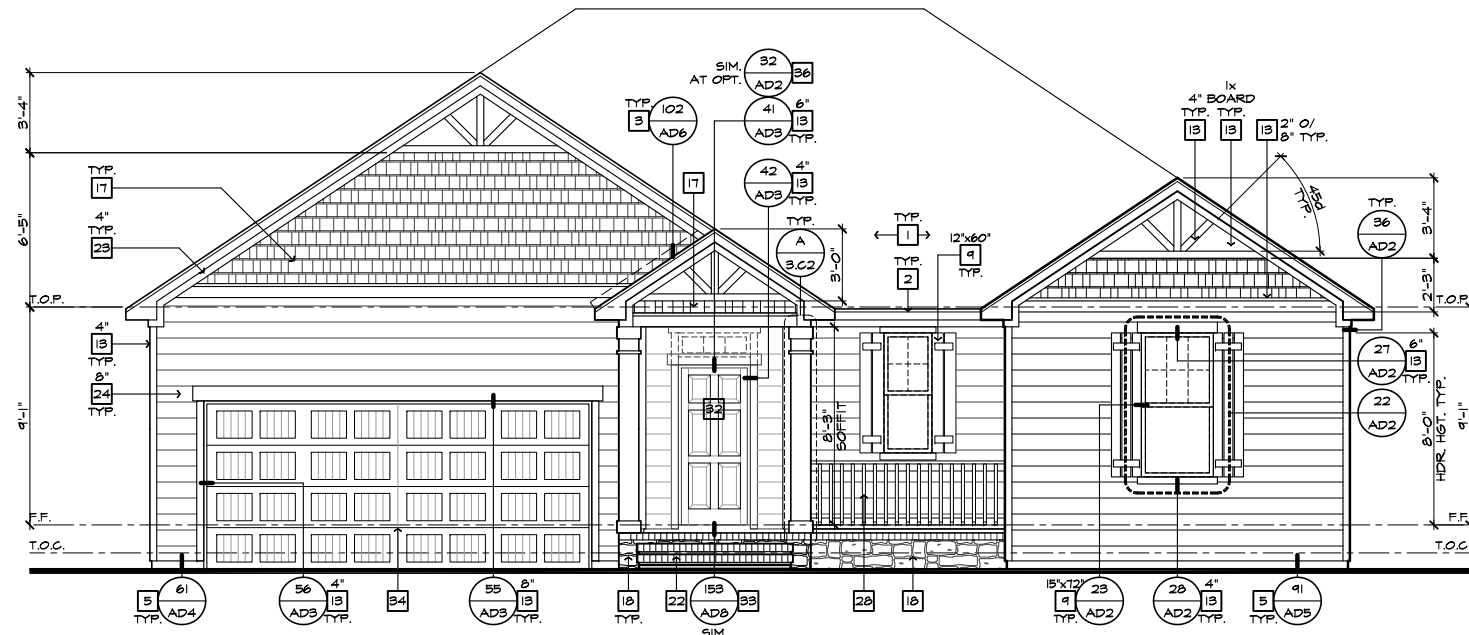 SIM.
AT OPT.
32
AD2
36
TYP.
3
102
AD6
41
AD3
6"
13
TYP.
42
AD3
4"
13
TYP.
17
TYP.
A
3.C2
3'-0"
3'-4"
6'-5"
9'-1"
TYP.
17
4"
TYP.
23
T.O.P.
4"
13
TYP.
8"
24
TYP.
F.F.
T.O.C.
TYP.
1
TYP.
2
12"x60"
9
TYP.
1x
4" BOARD
TYP. TYP.
13
13
13
2" O/
8" TYP.
45d
TYP.
TYP.
36
AD2
3'-4"
2'-3"
T.O.P.
27
AD2
6"
13
TYP.
22
AD2
8'-0"
HDR. HGT. TYP.
9'-1"
F.F.
T.O.C.
32
8'-3"
SOFFIT
5
TYP.
61
AD4
56
AD3
4"
13
TYP.
34
55
AD3
8"
13
TYP.
18
TYP.
22
153
AD8
SIM
33
28
18
15"x72"
9
TYP.
23
AD2
28
AD2
4"
13
TYP.
5
TYP.
91
AD5